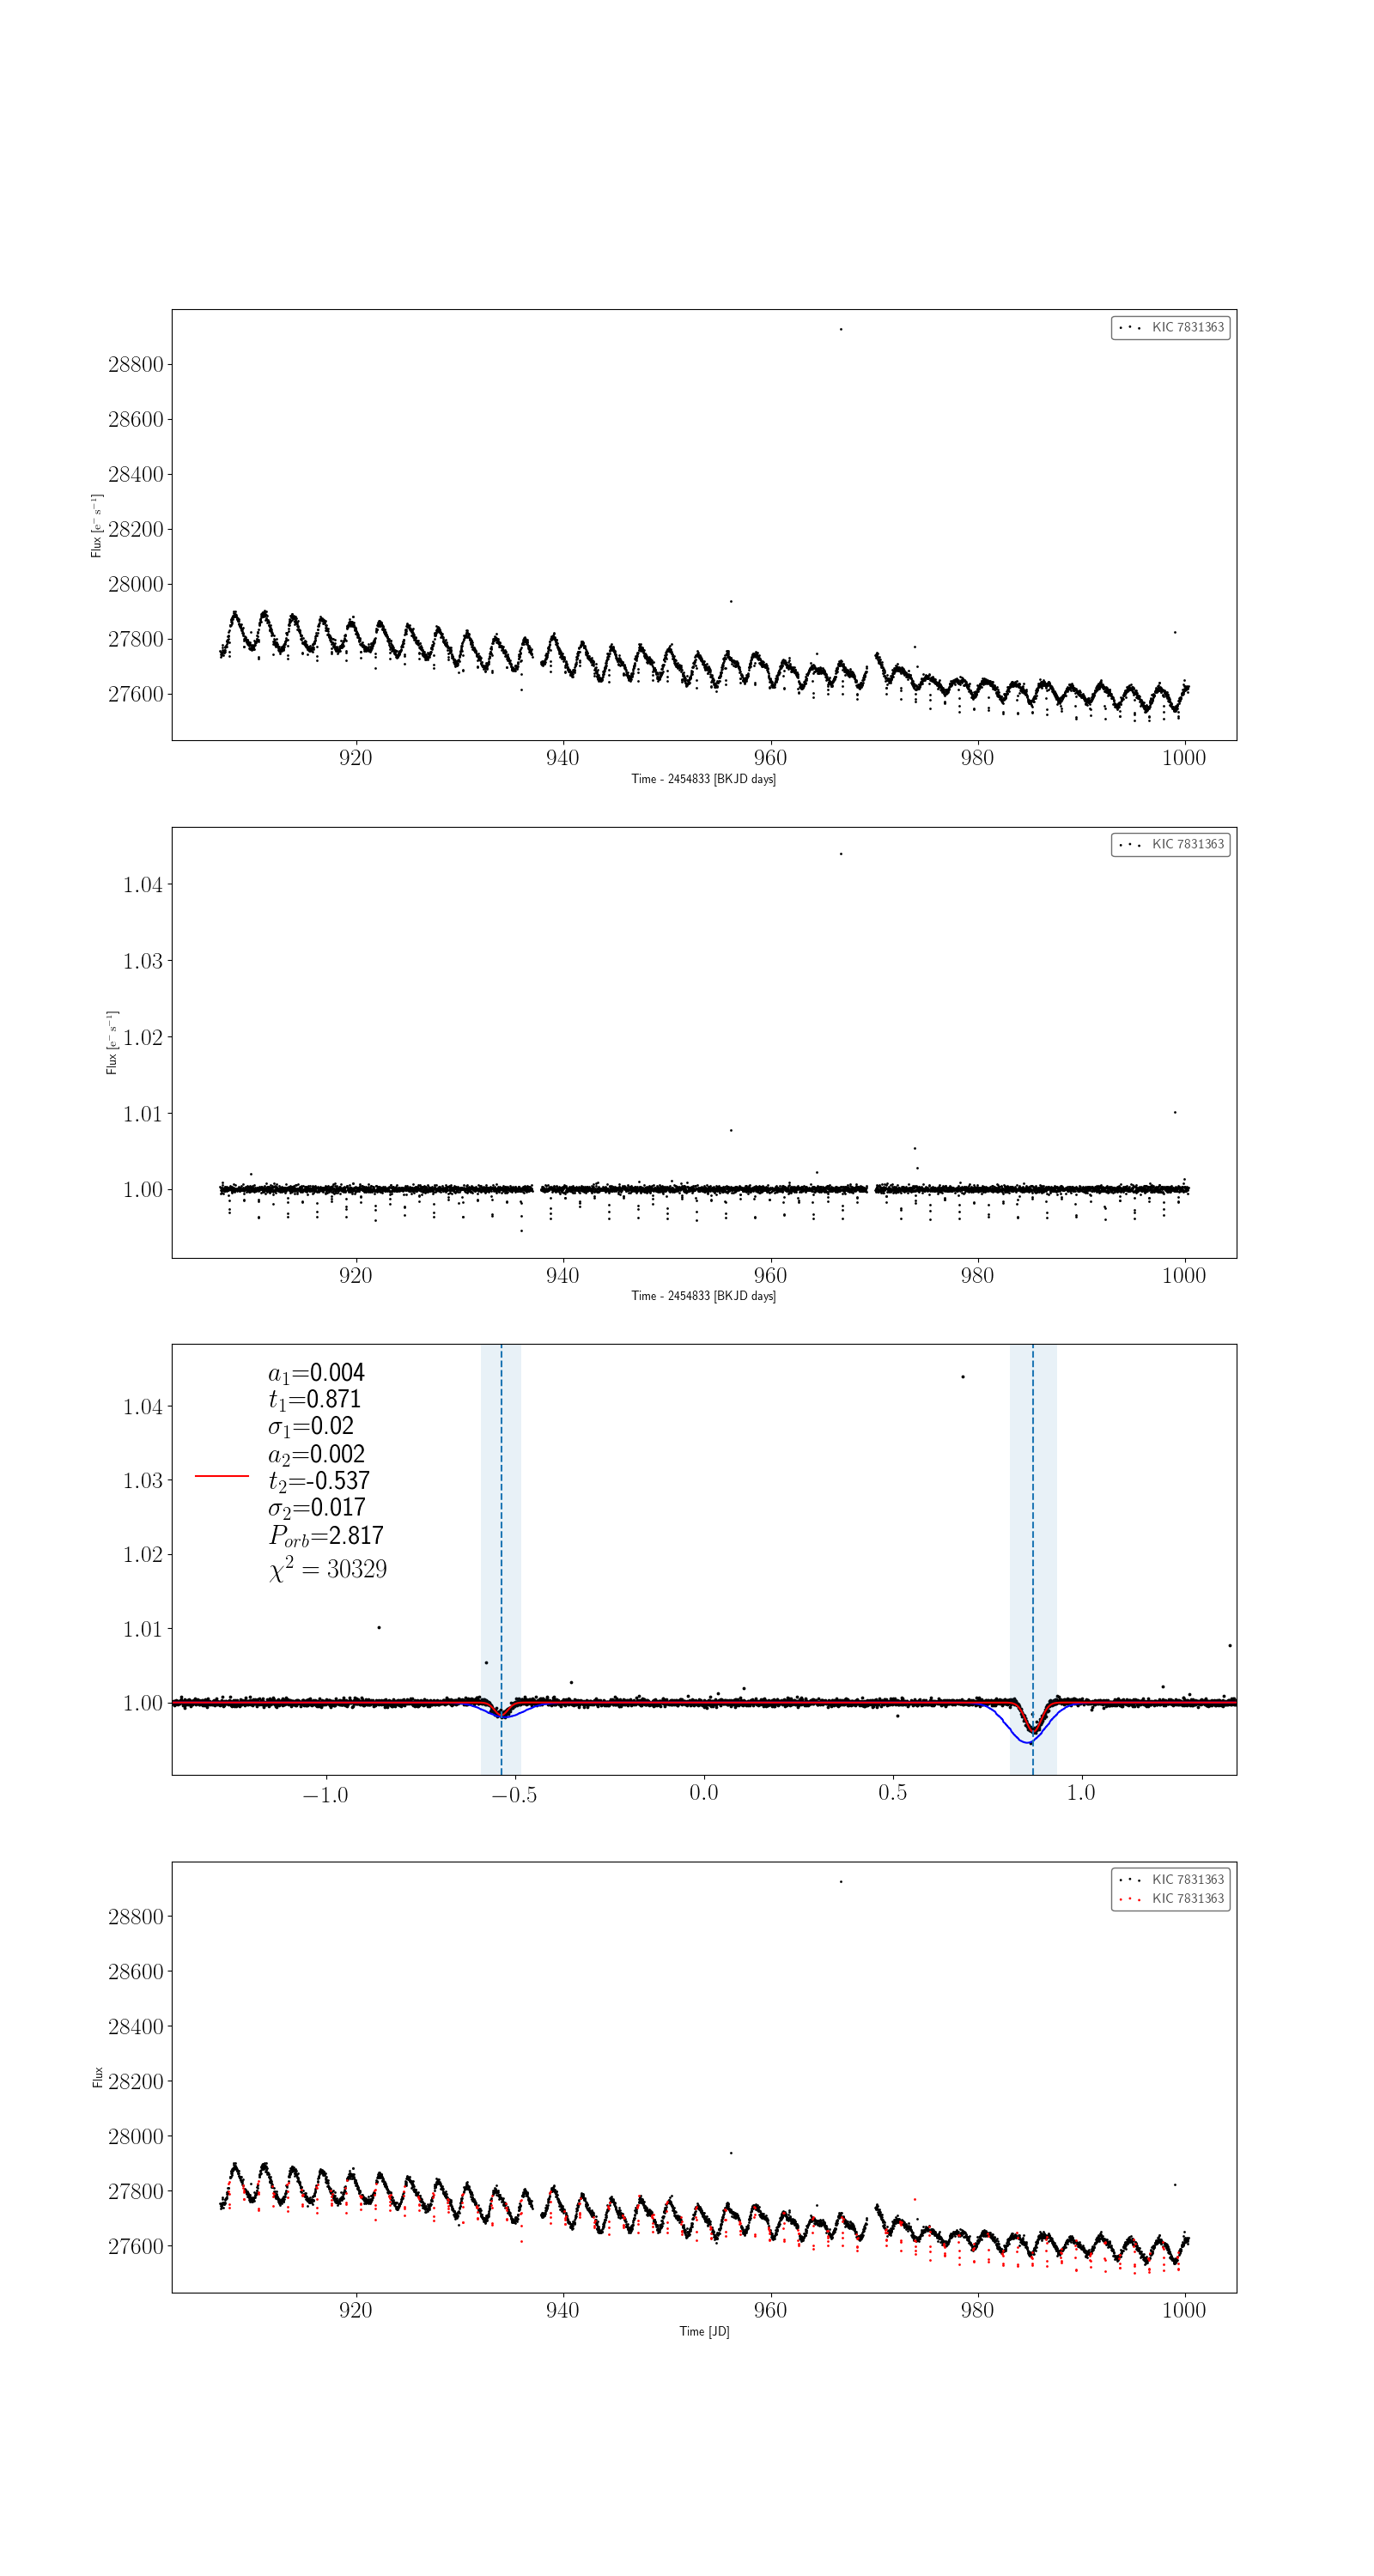 KIC 7831363
28800
28600
28400
28200
28000
27800
27600
Flux [e⁻ s⁻¹]
920 940 960 980 1000
Time - 2454833 [BKJD days]
KIC 7831363
1.04
1.03
1.02
1.01
1.00
Flux [e⁻ s⁻¹]
920 940 960 980 1000
Time - 2454833 [BKJD days]
a₁=0.004
t₁=0.871
σ₁=0.02
a₂=0.002
t₂=-0.537
σ₂=0.017
P_orb=2.817
χ² = 30329
1.04
1.03
1.02
1.01
1.00
−1.0 −0.5 0.0 0.5 1.0
KIC 7831363
KIC 7831363
28800
28600
28400
28200
28000
27800
27600
Flux
920 940 960 980 1000
Time [JD]